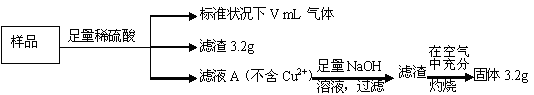 标准状况下 V mL 气体
样品 足量稀硫酸 滤渣 3.2g
滤液 A（不含 Cu²⁺） 足量 NaOH 溶液，过滤 滤渣 在空气中充分灼烧 固体 3.2g